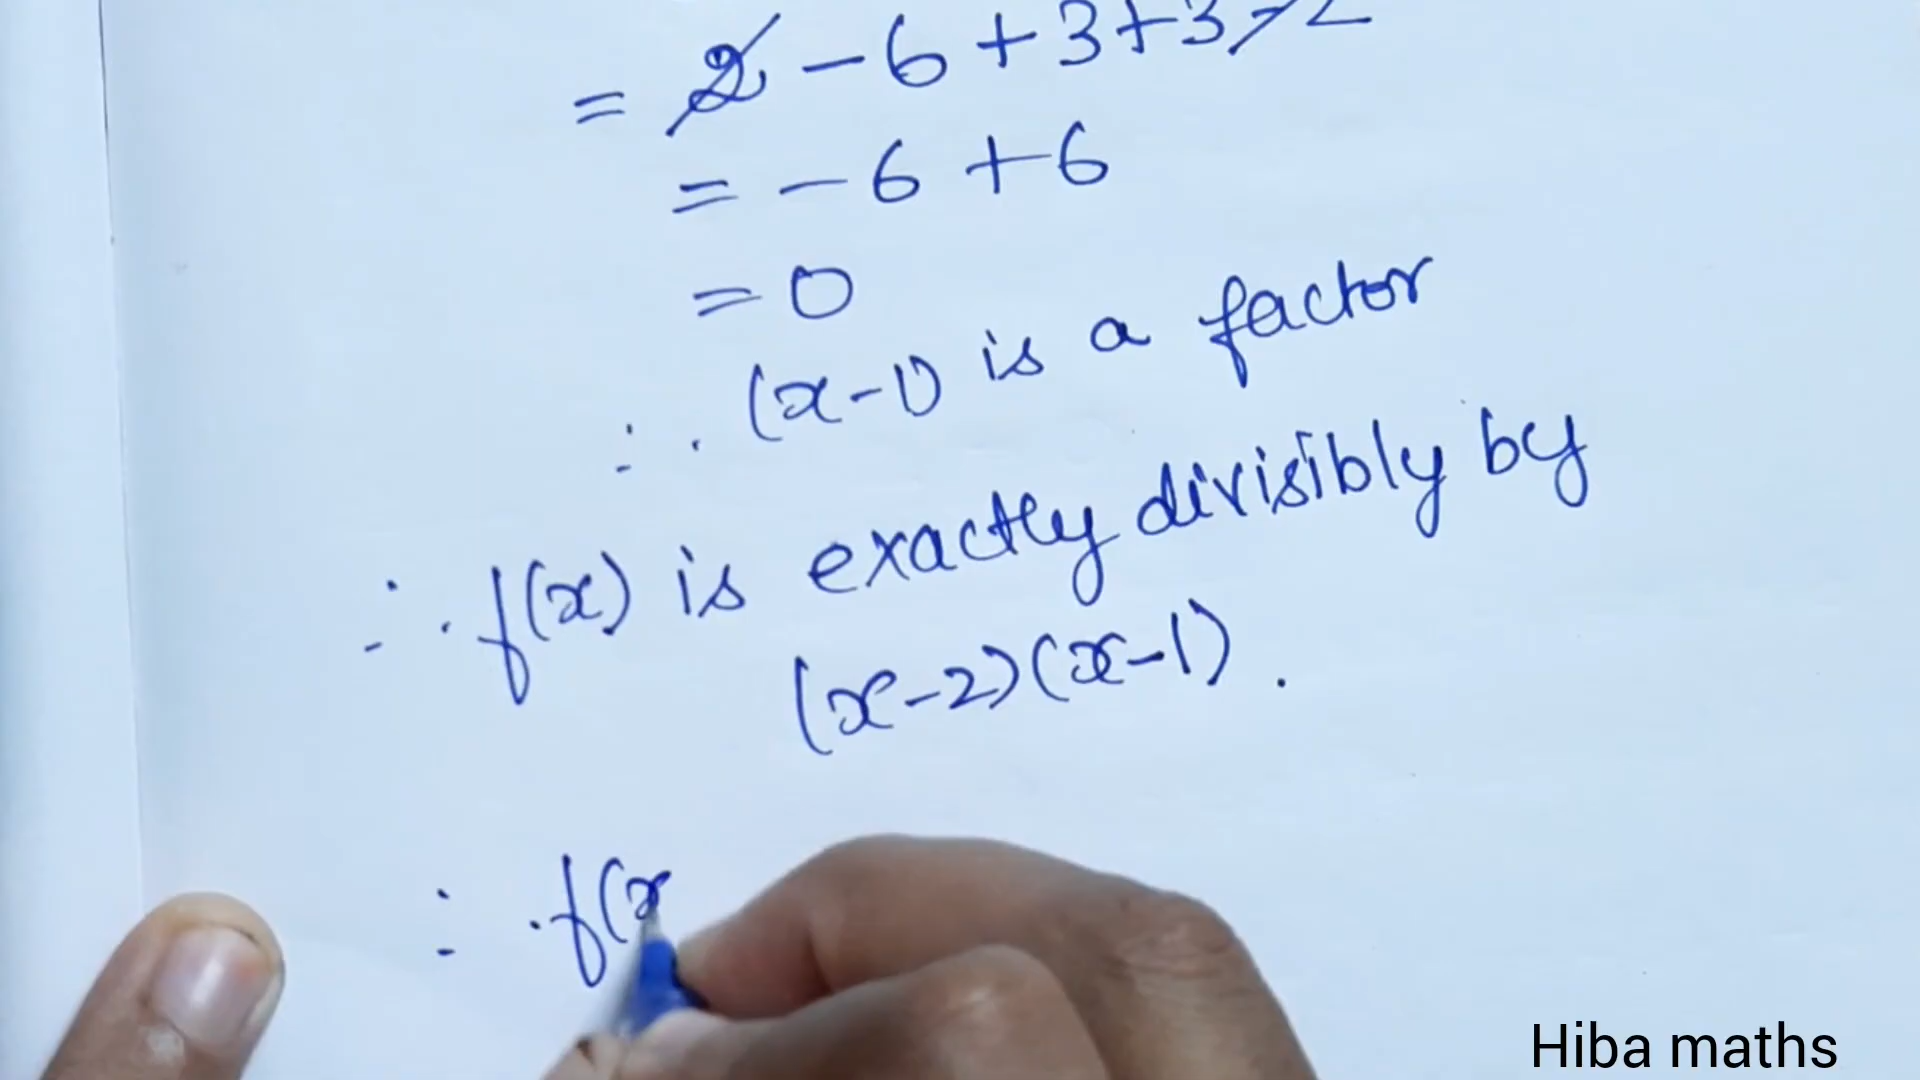 = 2 - 6 + 3 + 3 - 2
= - 6 + 6
= 0
∴ (x-1) is a factor
∴ f(x) is exactly divisibly by
(x-2)(x-1).
∴ f(x
Hiba maths